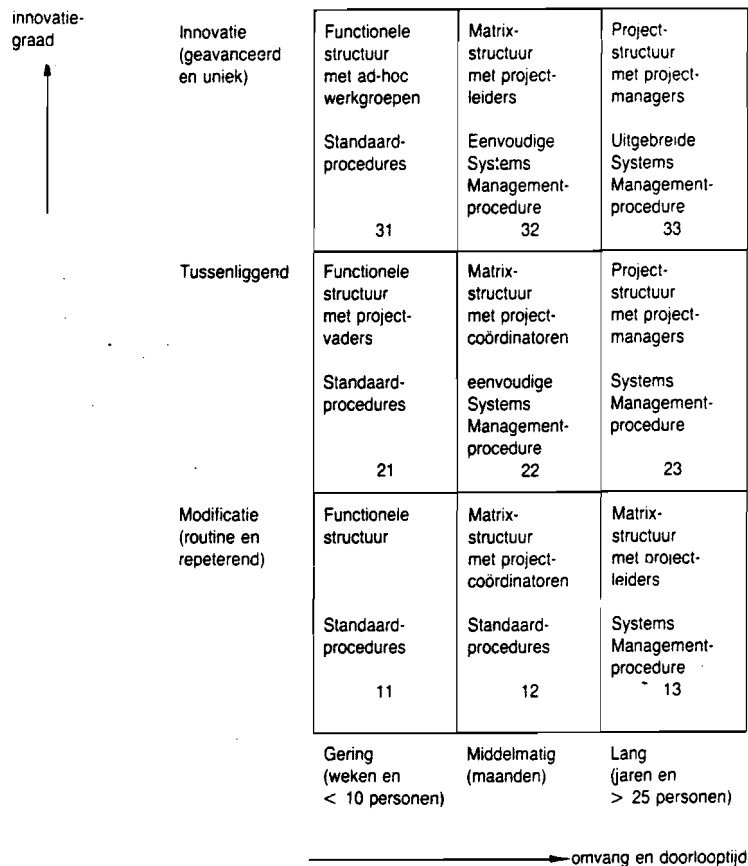 innovatie-
graad
Innovatie
(geavanceerd
en uniek)
Functionele
structuur
met ad-hoc
werkgroepen
Standaard-
procedures
31
Matrix-
structuur
met project-
leiders
Eenvoudige
Systems
Management-
procedure
32
Project-
structuur
met project-
managers
Uitgebreide
Systems
Management-
procedure
33
Tussenliggend
Functionele
structuur
met project-
vaders
Standaard-
procedures
21
Matrix-
structuur
met project-
coördinatoren
eenvoudige
Systems
Management-
procedure
22
Project-
structuur
met project-
managers
Systems
Management-
procedure
23
Modificatie
(routine en
repeterend)
Functionele
structuur
Standaard-
procedures
11
Matrix-
structuur
met project-
coördinatoren
Standaard-
procedures
12
Matrix-
structuur
met project-
leiders
Systems
Management-
procedure
13
Gering
(weken en
< 10 personen)
Middelmatig
(maanden)
Lang
(jaren en
> 25 personen)
omvang en doorlooptijd